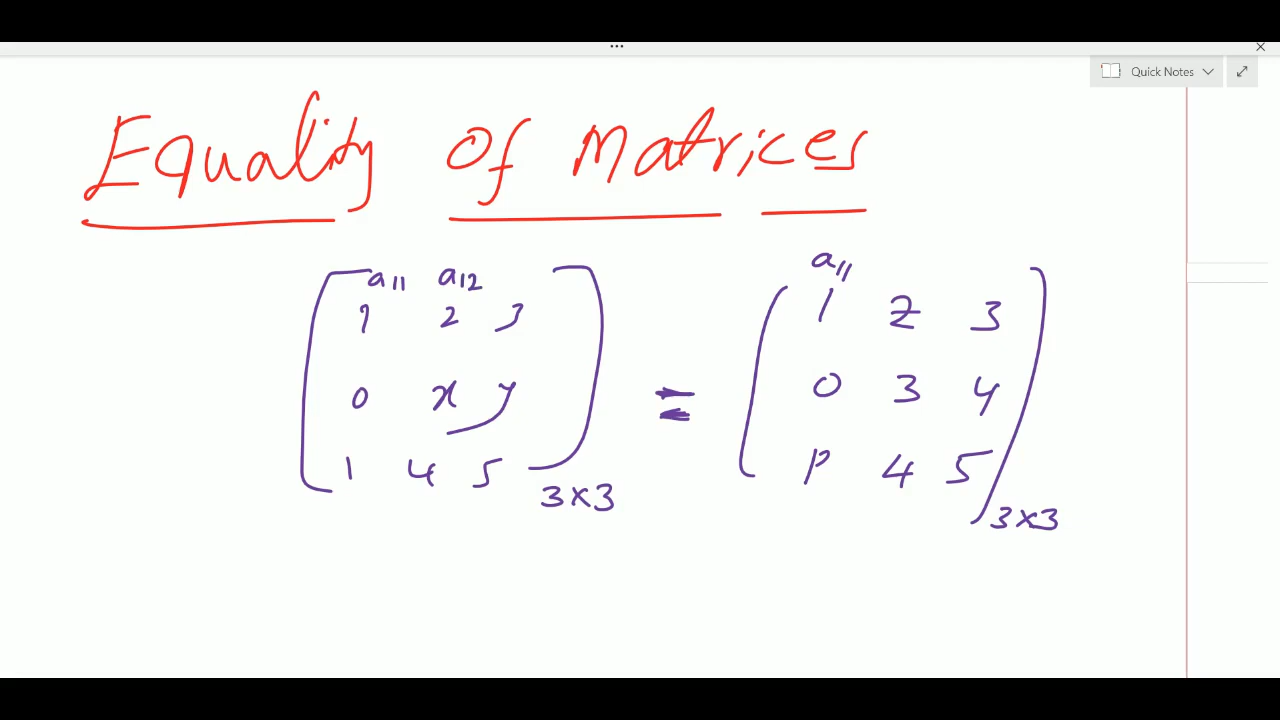 Quick Notes
Equality of Matrices
a11 a12 a11
1 2 3 1 z 3
0 x y = 0 3 4
1 4 5 p 4 5
3x3 3x3